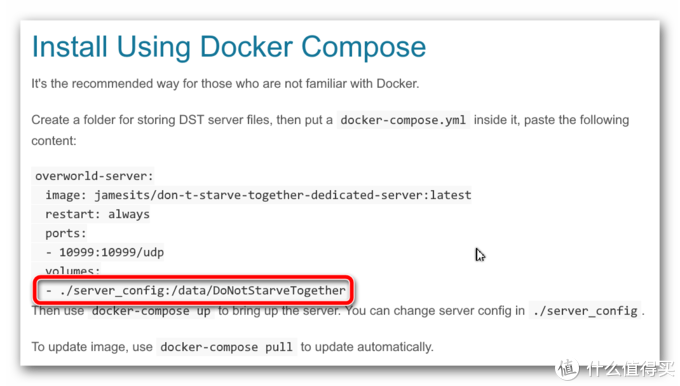 Install Using Docker Compose
It's the recommended way for those who are not familiar with Docker.
Create a folder for storing DST server files, then put a docker-compose.yml inside it, paste the following
content:
overworld-server:
image: jamesits/don-t-starve-together-dedicated-server:latest
restart: always
ports:
- 10999:10999/udp
volumes:
- ./server_config:/data/DoNotStarveTogether
Then use docker-compose up to bring up the server. You can change server config in ./server_config .
To update image, use docker-compose pull to update automatically.
值 什么值得买